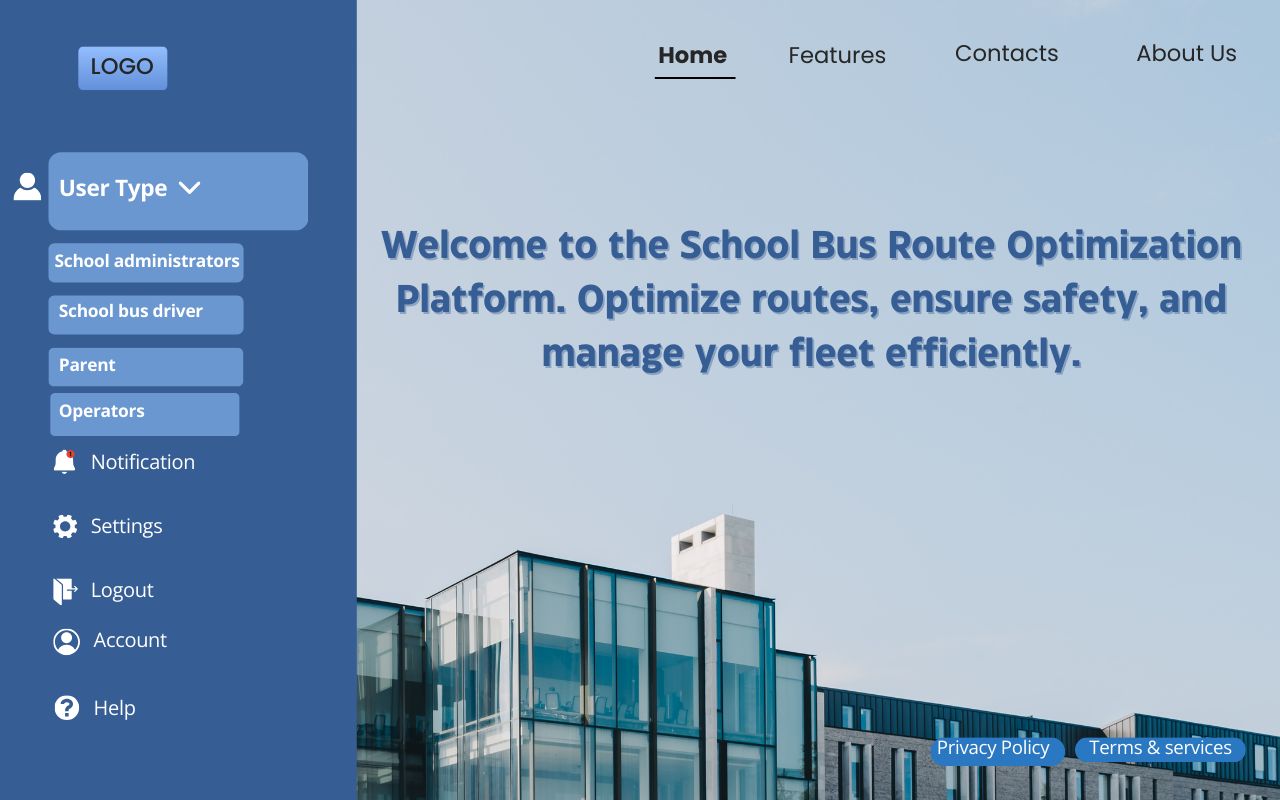 LOGO
Home
Features
Contacts
About Us
User Type
School administrators
School bus driver
Parent
Operators
Notification
Settings
Logout
Account
Help
Welcome to the School Bus Route Optimization
Platform. Optimize routes, ensure safety, and
manage your fleet efficiently.
Privacy Policy
Terms & services